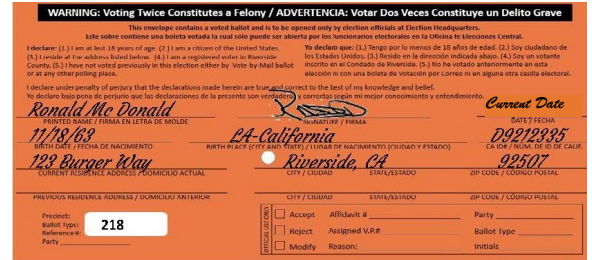 WARNING: Voting Twice Constitutes a Felony / ADVERTENCIA: Votar Dos Veces Constituye un Delito Grave
This envelope contains a voted ballot and is to be opened only by election officials at Election Headquarters.
Este sobre contiene una boleta votada la cual sólo puede ser abierta por los funcionarios electorales en la Oficina de Elecciones Central.
I declare: (1.) I am at least 18 years of age. (2.) I am a citizen of the United States.
(3.) I reside at the address listed below. (4.) I am a registered voter in Riverside
County. (5.) I have not voted previously in this election either by Vote-by-Mail ballot
or at any other polling place.
Yo declaro que: (1.) Tengo por lo menos de 18 años de edad. (2.) Soy ciudadano de
los Estados Unidos. (3.) Resido en la dirección indicada abajo. (4.) Soy un votante
inscrito en el Condado de Riverside. (5.) No he votado anteriormente en esta
elección ni con una boleta de votación por Correo ni en alguna otra casilla electoral.
I declare under penalty of perjury that the declarations made herein are true and correct to the best of my knowledge and belief.
Yo declaro bajo pena de perjurio que las declaraciones de la presente son verdaderas y correctas según mi mejor conocimiento y entendimiento.
Ronald Mc Donald Current Date
PRINTED NAME / FIRMA EN LETRA DE MOLDE SIGNATURE / FIRMA DATE / FECHA
11/18/63 LA-California D9212335
BIRTH DATE / FECHA DE NACIMIENTO BIRTH PLACE (CITY AND STATE) / LUGAR DE NACIMIENTO (CIUDAD Y ESTADO) CA ID# / NÚM. DE ID DE CALIF.
123 Burger Way Riverside, CA 92507
CURRENT RESIDENCE ADDRESS / DOMICILIO ACTUAL CITY / CIUDAD STATE/ESTADO ZIP CODE / CÓDIGO POSTAL
PREVIOUS RESIDENCE ADDRESS / DOMICILIO ANTERIOR CITY / CIUDAD STATE/ESTADO ZIP CODE / CÓDIGO POSTAL
Precinct:
Ballot Type: 218
Reference#:
Party
OFFICIAL USE ONLY
Accept Affidavit # Party
Reject Assigned V.P.# Ballot Type
Modify Reason: Initials